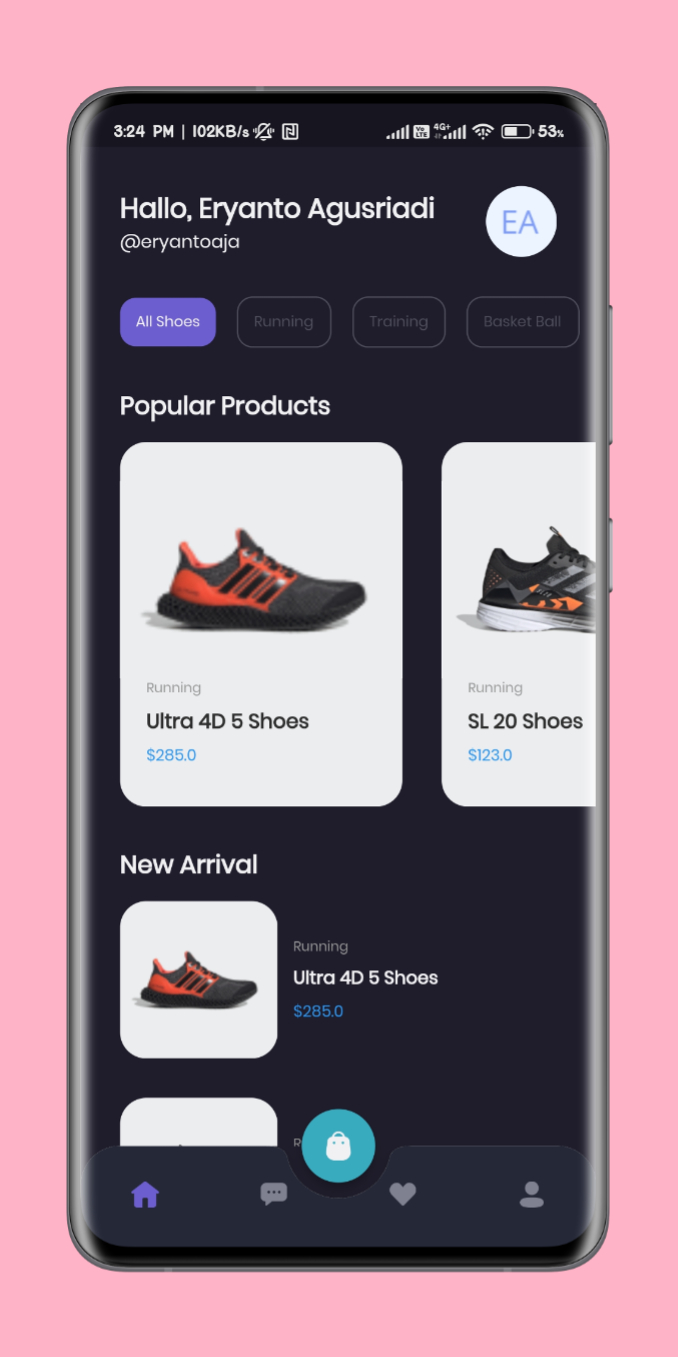 3:24 PM | 102KB/s
Vo LTE 4G+ 53%
Hallo, Eryanto Agusriadi
@eryantoaja
EA
All Shoes Running Training Basket Ball
Popular Products
Running
Ultra 4D 5 Shoes
$285.0
Running
SL 20 Shoes
$123.0
New Arrival
Running
Ultra 4D 5 Shoes
$285.0